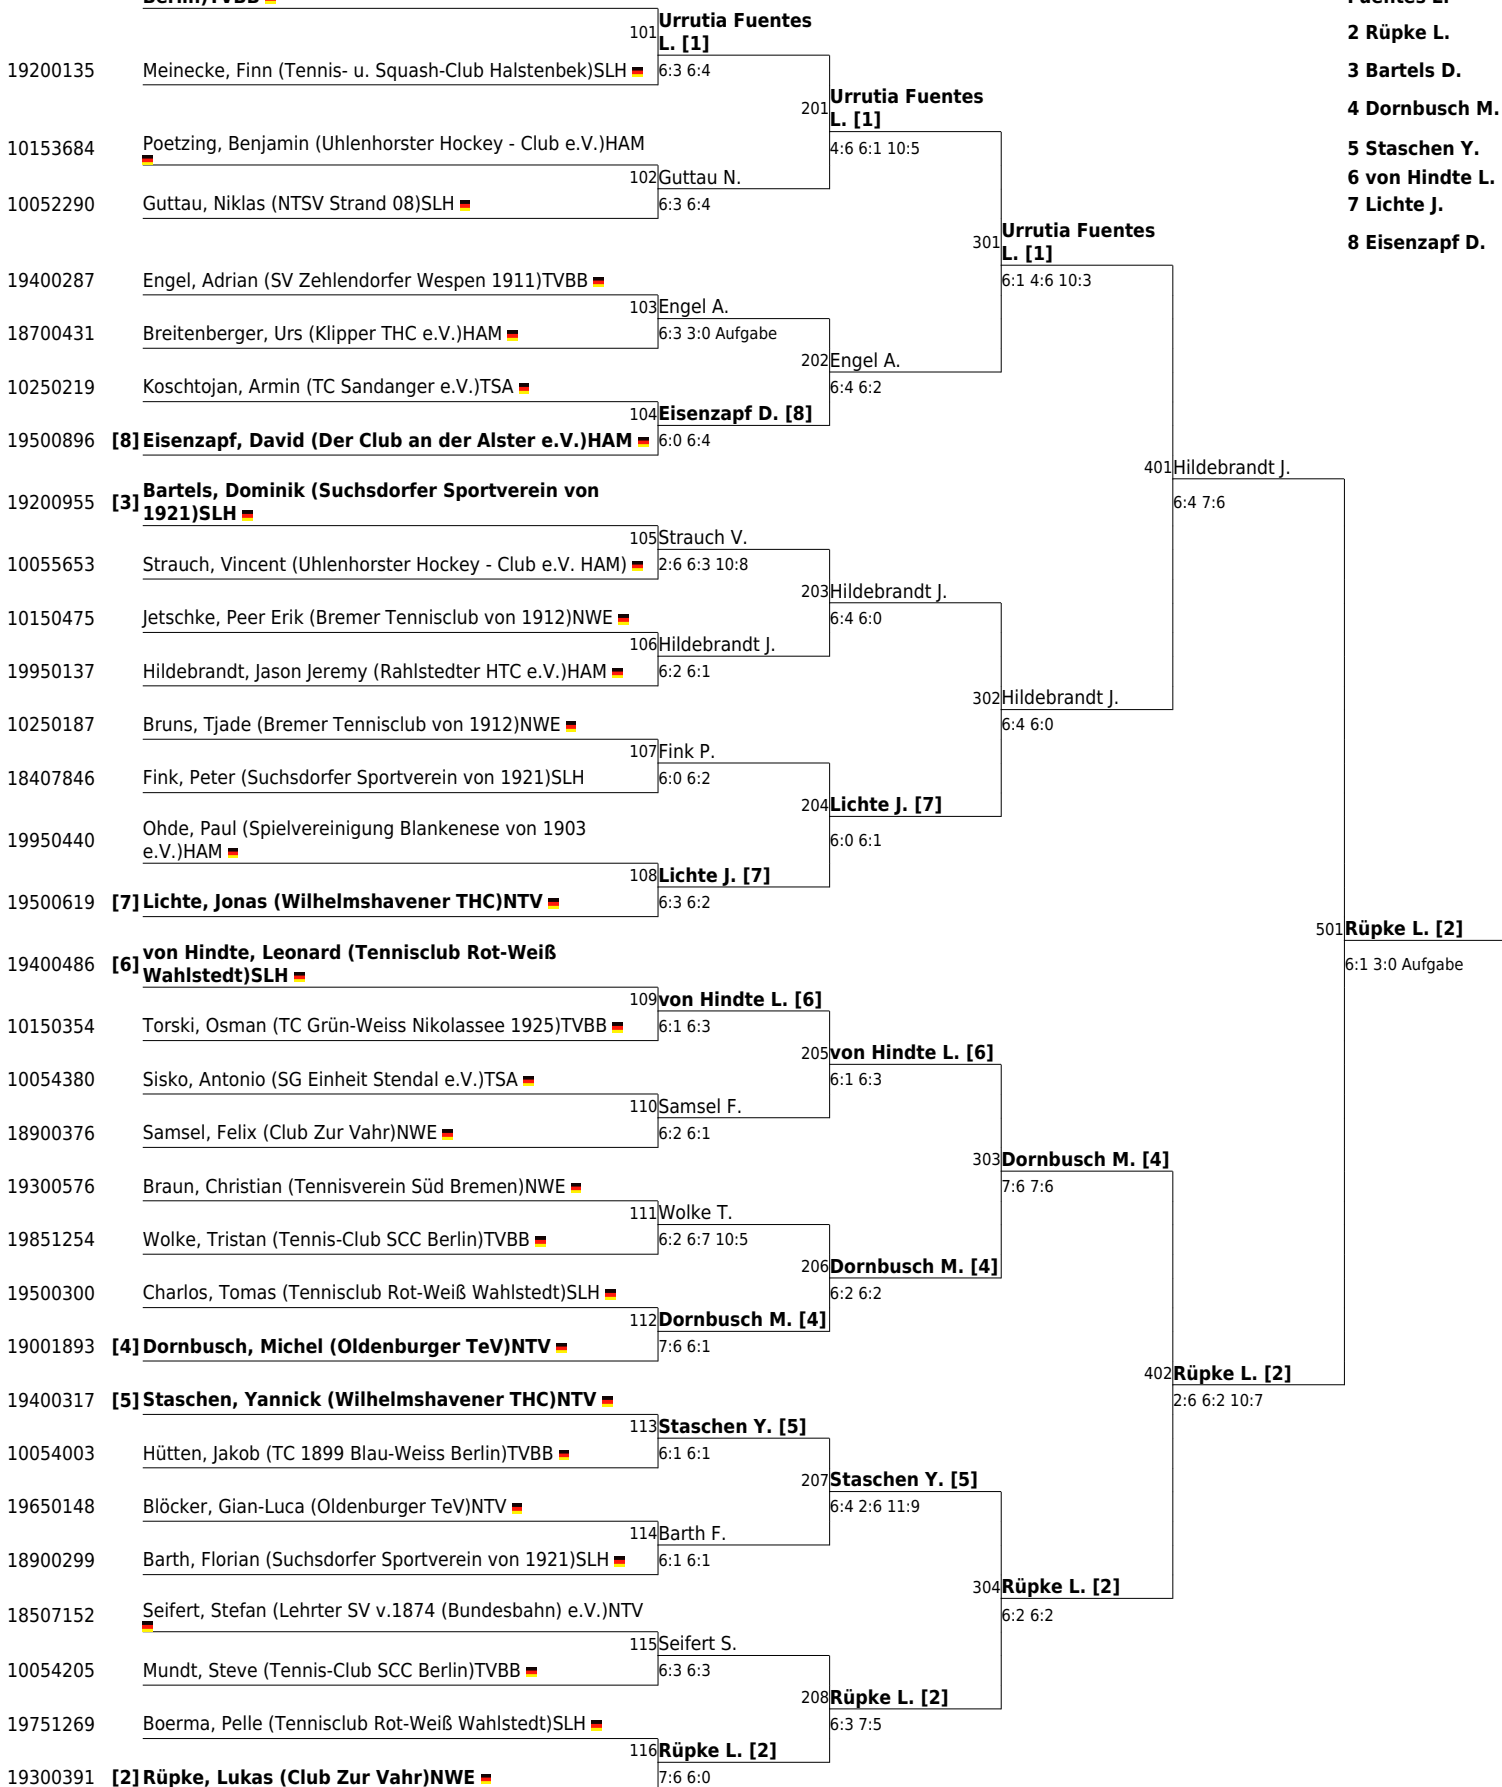 101
Urrutia Fuentes
L. [1]
19200135 Meinecke, Finn (Tennis- u. Squash-Club Halstenbek)SLH
6:3 6:4
201
Urrutia Fuentes
L. [1]
4:6 6:1 10:5
10153684 Poetzing, Benjamin (Uhlenhorster Hockey - Club e.V.)HAM
102 Guttau N.
10052290 Guttau, Niklas (NTSV Strand 08)SLH
6:3 6:4
301
Urrutia Fuentes
L. [1]
6:1 4:6 10:3
19400287 Engel, Adrian (SV Zehlendorfer Wespen 1911)TVBB
103 Engel A.
18700431 Breitenberger, Urs (Klipper THC e.V.)HAM
6:3 3:0 Aufgabe
202 Engel A.
6:4 6:2
10250219 Koschtojan, Armin (TC Sandanger e.V.)TSA
104 Eisenzapf D. [8]
19500896 [8] Eisenzapf, David (Der Club an der Alster e.V.)HAM
6:0 6:4
401 Hildebrandt J.
6:4 7:6
19200955 [3] Bartels, Dominik (Suchsdorfer Sportverein von
1921)SLH
105 Strauch V.
10055653 Strauch, Vincent (Uhlenhorster Hockey - Club e.V. HAM)
2:6 6:3 10:8
203 Hildebrandt J.
6:4 6:0
10150475 Jetschke, Peer Erik (Bremer Tennisclub von 1912)NWE
106 Hildebrandt J.
19950137 Hildebrandt, Jason Jeremy (Rahlstedter HTC e.V.)HAM
6:2 6:1
302 Hildebrandt J.
6:4 6:0
10250187 Bruns, Tjade (Bremer Tennisclub von 1912)NWE
107 Fink P.
18407846 Fink, Peter (Suchsdorfer Sportverein von 1921)SLH
6:0 6:2
204 Lichte J. [7]
6:0 6:1
19950440 Ohde, Paul (Spielvereinigung Blankenese von 1903
e.V.)HAM
108 Lichte J. [7]
19500619 [7] Lichte, Jonas (Wilhelmshavener THC)NTV
6:3 6:2
501 Rüpke L. [2]
6:1 3:0 Aufgabe
19400486 [6] von Hindte, Leonard (Tennisclub Rot-Weiß
Wahlstedt)SLH
109 von Hindte L. [6]
10150354 Torski, Osman (TC Grün-Weiss Nikolassee 1925)TVBB
6:1 6:3
205 von Hindte L. [6]
6:1 6:3
10054380 Sisko, Antonio (SG Einheit Stendal e.V.)TSA
110 Samsel F.
18900376 Samsel, Felix (Club Zur Vahr)NWE
6:2 6:1
303 Dornbusch M. [4]
7:6 7:6
19300576 Braun, Christian (Tennisverein Süd Bremen)NWE
111 Wolke T.
19851254 Wolke, Tristan (Tennis-Club SCC Berlin)TVBB
6:2 6:7 10:5
206 Dornbusch M. [4]
6:2 6:2
19500300 Charlos, Tomas (Tennisclub Rot-Weiß Wahlstedt)SLH
112 Dornbusch M. [4]
19001893 [4] Dornbusch, Michel (Oldenburger TeV)NTV
7:6 6:1
402 Rüpke L. [2]
2:6 6:2 10:7
19400317 [5] Staschen, Yannick (Wilhelmshavener THC)NTV
113 Staschen Y. [5]
10054003 Hütten, Jakob (TC 1899 Blau-Weiss Berlin)TVBB
6:1 6:1
207 Staschen Y. [5]
6:4 2:6 11:9
19650148 Blöcker, Gian-Luca (Oldenburger TeV)NTV
114 Barth F.
18900299 Barth, Florian (Suchsdorfer Sportverein von 1921)SLH
6:1 6:1
304 Rüpke L. [2]
6:2 6:2
18507152 Seifert, Stefan (Lehrter SV v.1874 (Bundesbahn) e.V.)NTV
115 Seifert S.
10054205 Mundt, Steve (Tennis-Club SCC Berlin)TVBB
6:3 6:3
208 Rüpke L. [2]
6:3 7:5
19751269 Boerma, Pelle (Tennisclub Rot-Weiß Wahlstedt)SLH
116 Rüpke L. [2]
19300391 [2] Rüpke, Lukas (Club Zur Vahr)NWE
7:6 6:0
2 Rüpke L.
3 Bartels D.
4 Dornbusch M.
5 Staschen Y.
6 von Hindte L.
7 Lichte J.
8 Eisenzapf D.